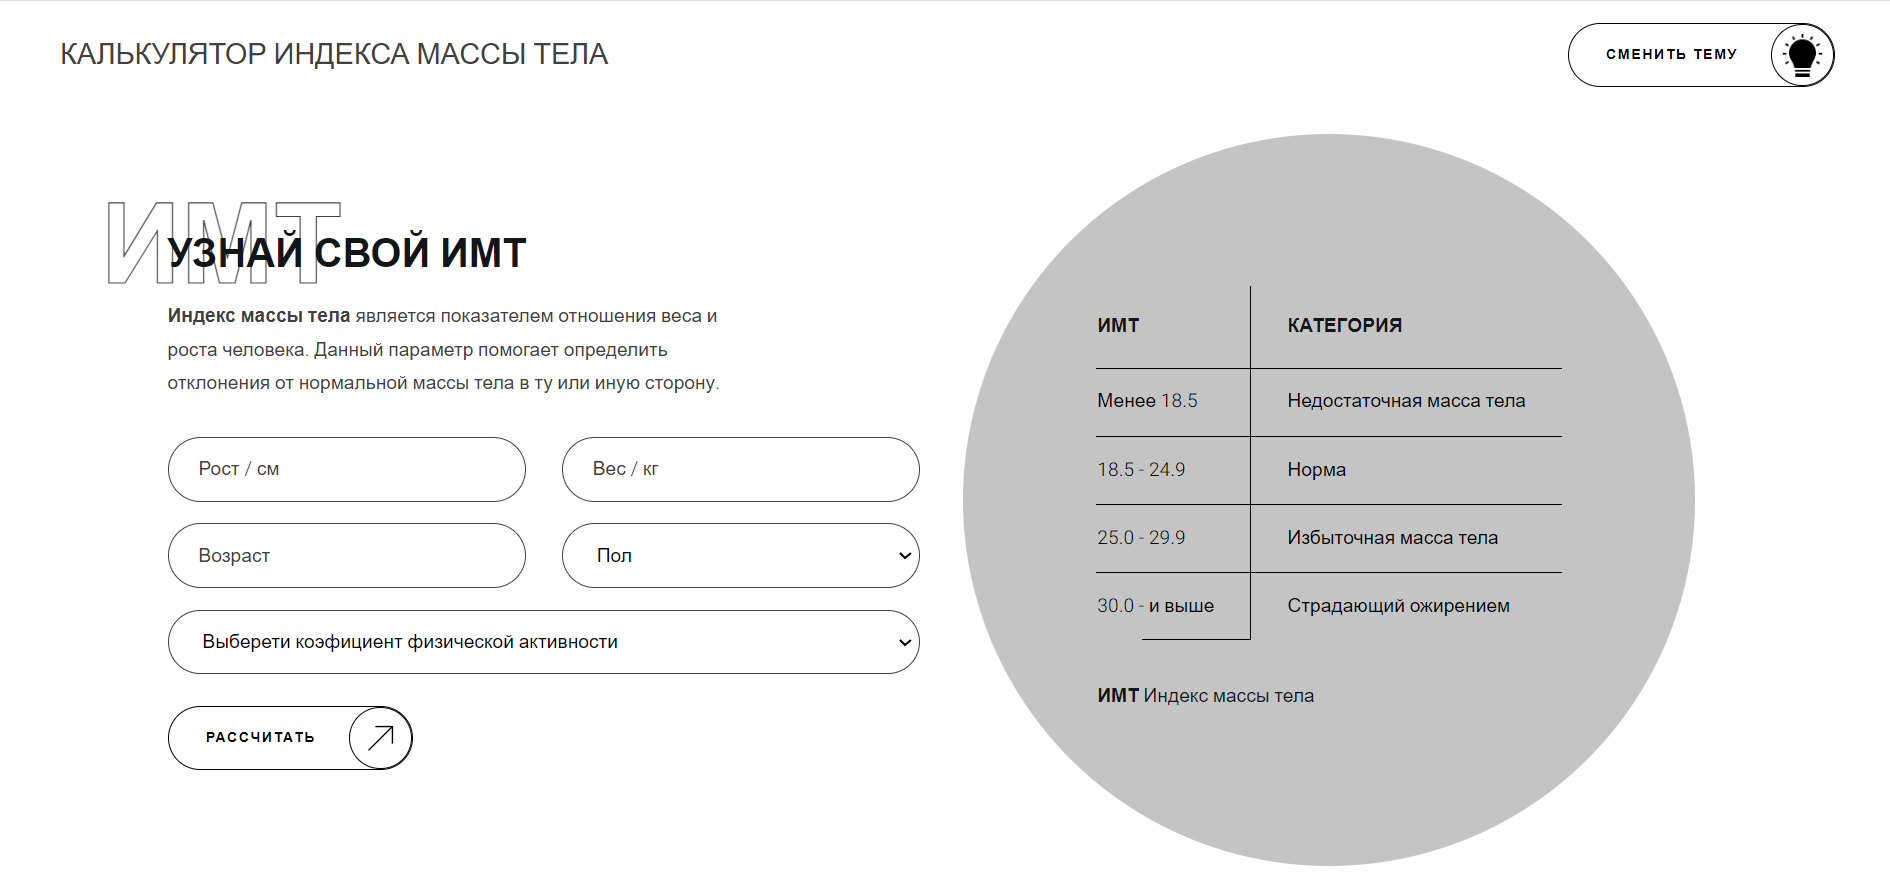 КАЛЬКУЛЯТОР ИНДЕКСА МАССЫ ТЕЛА
СМЕНИТЬ ТЕМУ
ИМТ
УЗНАЙ СВОЙ ИМТ
Индекс массы тела является показателем отношения веса и
роста человека. Данный параметр помогает определить
отклонения от нормальной массы тела в ту или иную сторону.
Рост / см
Вес / кг
Возраст
Пол
Выберети коэфициент физической активности
РАССЧИТАТЬ
ИМТ КАТЕГОРИЯ
Менее 18.5 Недостаточная масса тела
18.5 - 24.9 Норма
25.0 - 29.9 Избыточная масса тела
30.0 - и выше Страдающий ожирением
ИМТ Индекс массы тела